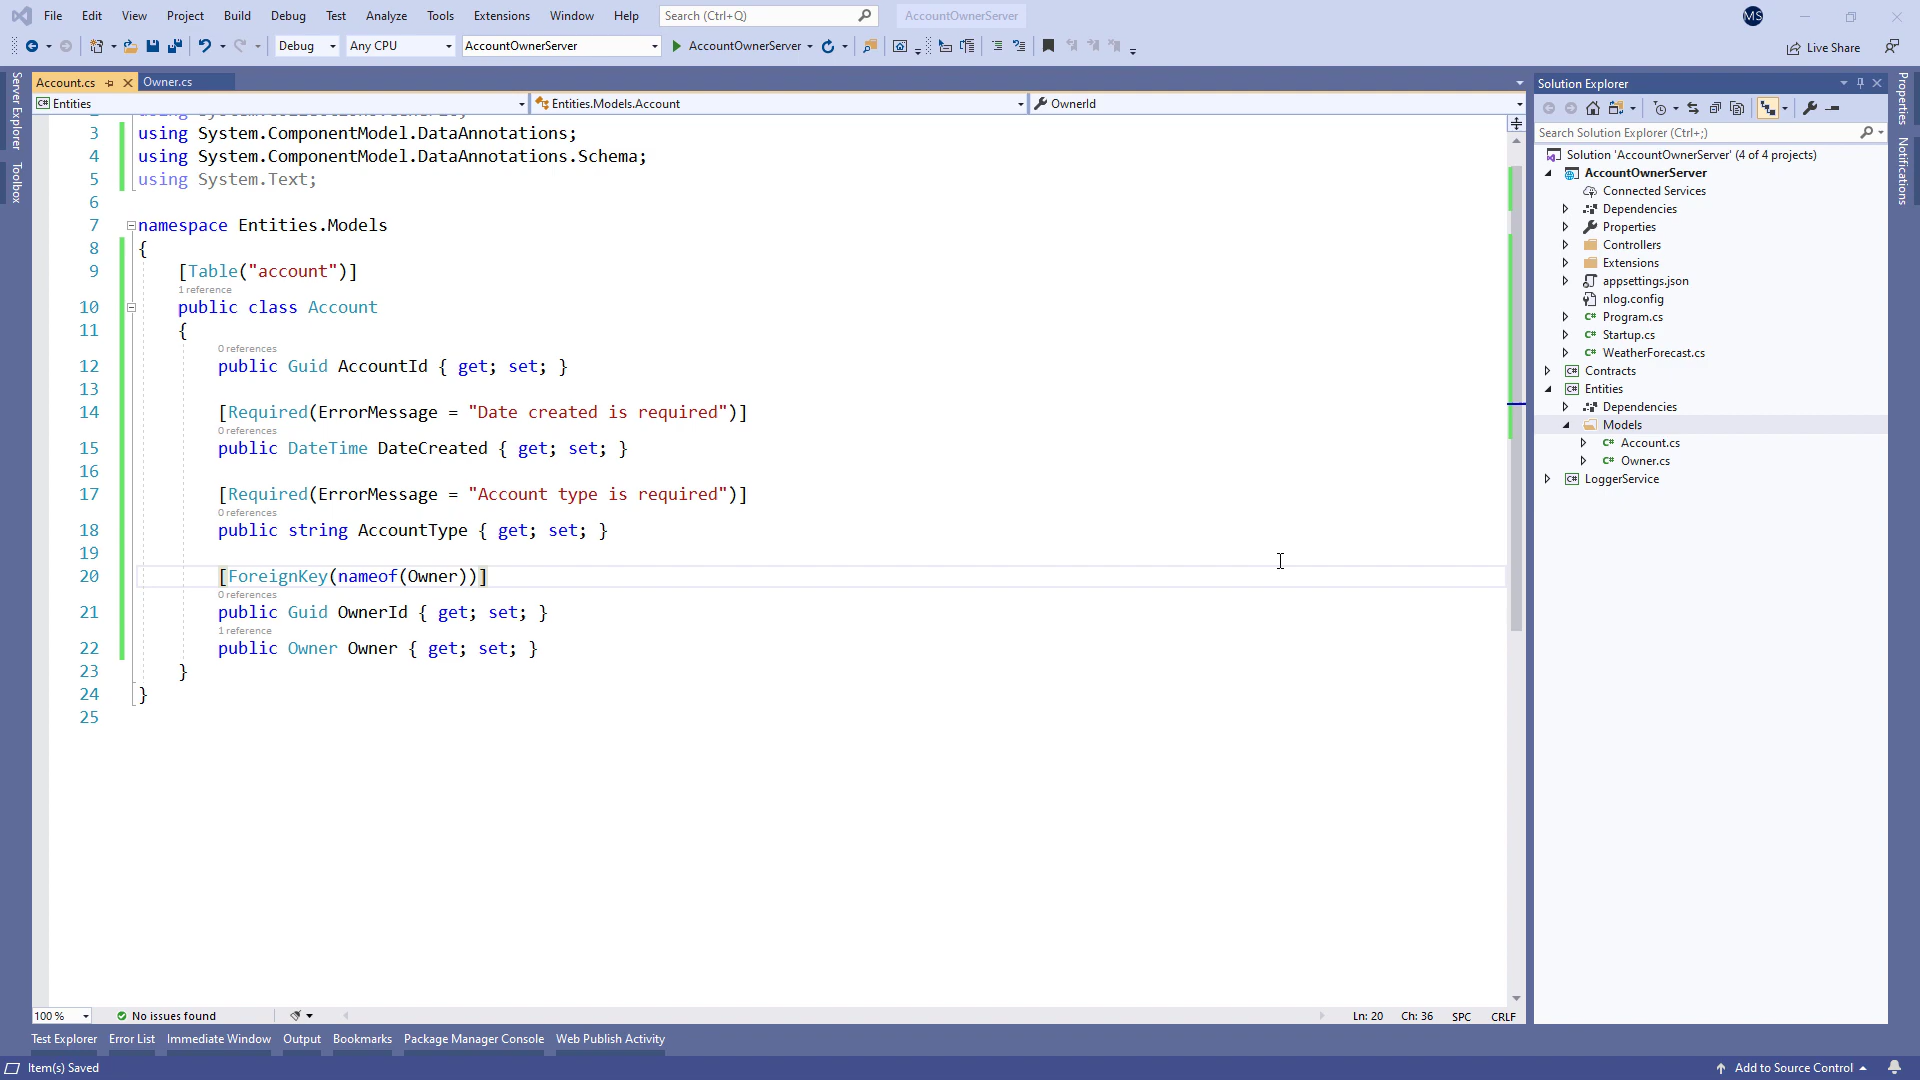 File Edit View Project Build Debug Test Analyze Tools Extensions Window Help Search (Ctrl+Q) AccountOwnerServer MS
Debug Any CPU AccountOwnerServer AccountOwnerServer Live Share
Server Explorer
Toolbox
Account.cs Owner.cs
Entities Entities.Models.Account OwnerId
3 using System.ComponentModel.DataAnnotations;
4 using System.ComponentModel.DataAnnotations.Schema;
5 using System.Text;
6
7 namespace Entities.Models
8 {
9 [Table("account")]
1 reference
10 public class Account
11 {
0 references
12 public Guid AccountId { get; set; }
13
14 [Required(ErrorMessage = "Date created is required")]
0 references
15 public DateTime DateCreated { get; set; }
16
17 [Required(ErrorMessage = "Account type is required")]
0 references
18 public string AccountType { get; set; }
19
20 [ForeignKey(nameof(Owner))]
0 references
21 public Guid OwnerId { get; set; }
1 reference
22 public Owner Owner { get; set; }
23 }
24 }
25
100 % No issues found Ln: 20 Ch: 36 SPC CRLF
Solution Explorer
Search Solution Explorer (Ctrl+;)
Solution 'AccountOwnerServer' (4 of 4 projects)
AccountOwnerServer
Connected Services
Dependencies
Properties
Controllers
Extensions
appsettings.json
nlog.config
C# Program.cs
C# Startup.cs
C# WeatherForecast.cs
C# Contracts
C# Entities
Dependencies
Models
C# Account.cs
C# Owner.cs
C# LoggerService
Properties
Notifications
Test Explorer Error List Immediate Window Output Bookmarks Package Manager Console Web Publish Activity
Item(s) Saved Add to Source Control